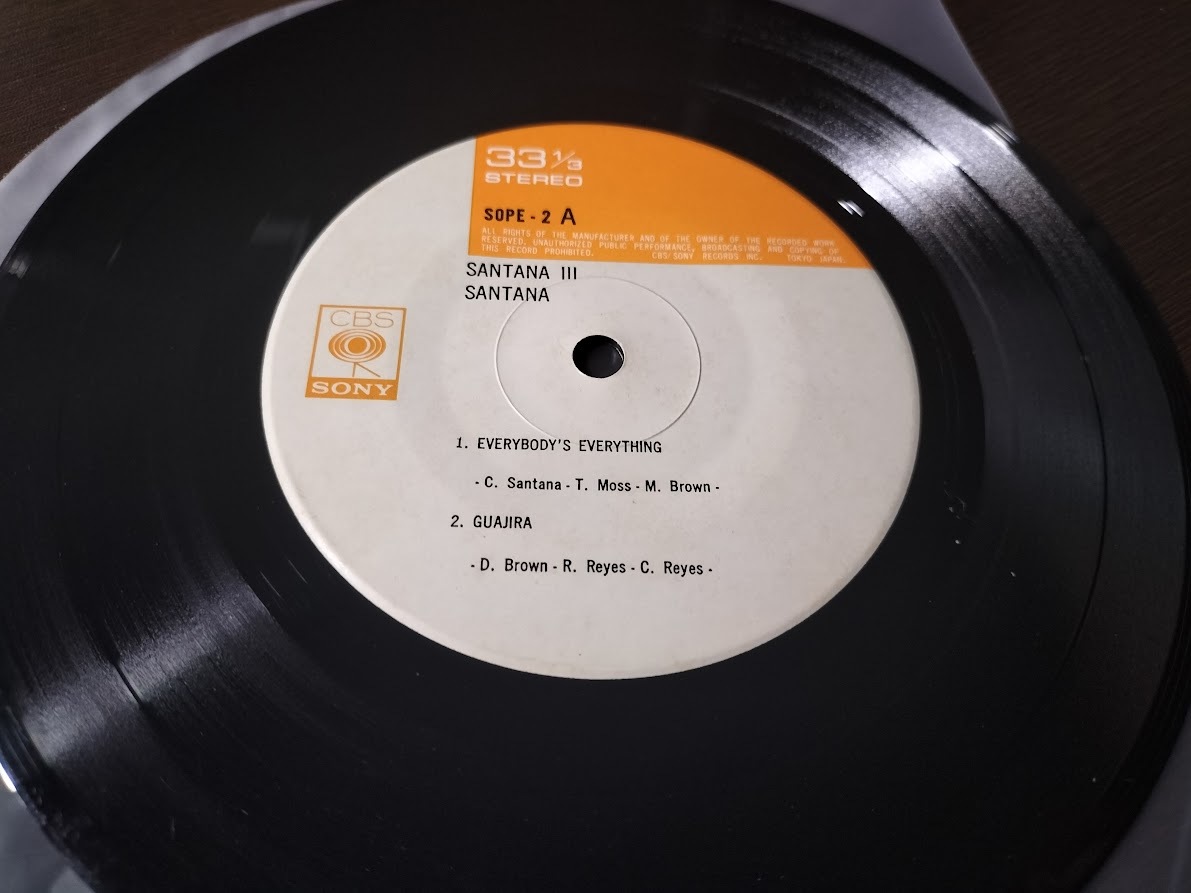 33 1/3
STEREO
SOPE - 2 A
ALL RIGHTS OF THE MANUFACTURER AND OF THE OWNER OF THE RECORDED WORK
RESERVED. UNAUTHORIZED PUBLIC PERFORMANCE, BROADCASTING AND COPYING OF
THIS RECORD PROHIBITED. CBS/SONY RECORDS INC. TOKYO JAPAN.
SANTANA III
SANTANA
CBS
SONY
1. EVERYBODY'S EVERYTHING
- C. Santana - T. Moss - M. Brown -
2. GUAJIRA
- D. Brown - R. Reyes - C. Reyes -